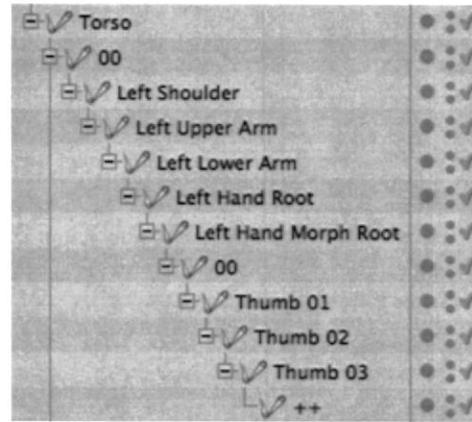 Torso
00
Left Shoulder
Left Upper Arm
Left Lower Arm
Left Hand Root
Left Hand Morph Root
00
Thumb 01
Thumb 02
Thumb 03
++